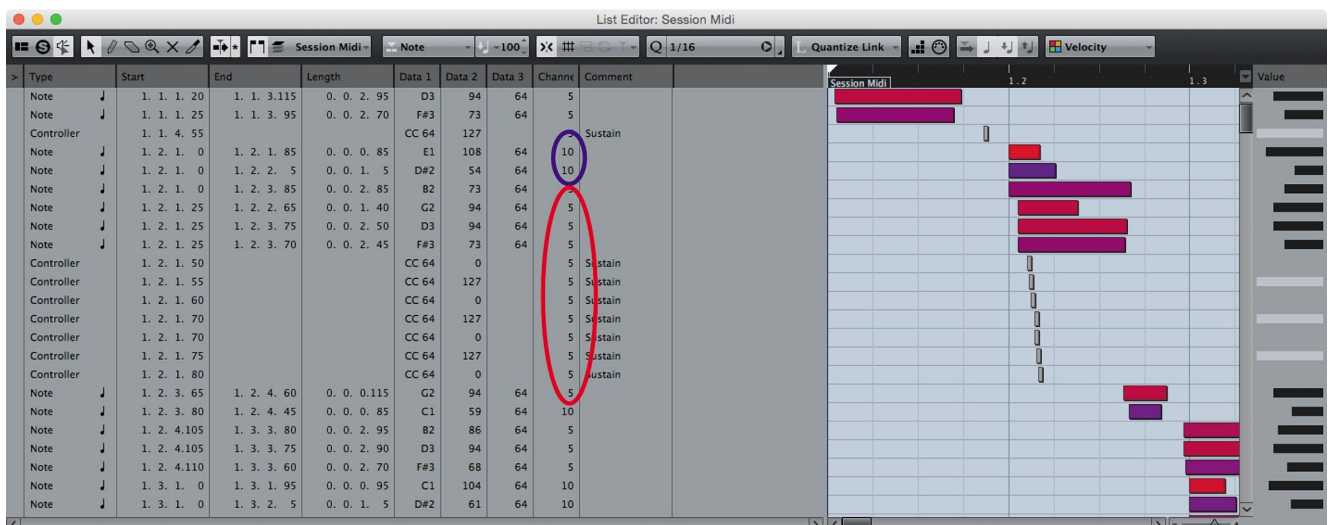 List Editor: Session Midi
S Session Midi Note 100 Q 1/16 L Quantize Link Velocity
> Type Start End Length Data 1 Data 2 Data 3 Channe Comment Session Midi 1.2 1.3 Value
Note 1. 1. 1. 20 1. 1. 3.115 0. 0. 2. 95 D3 94 64 5
Note 1. 1. 1. 25 1. 1. 3. 95 0. 0. 2. 70 F#3 73 64 5
Controller 1. 1. 4. 55 CC 64 127 5 Sustain
Note 1. 2. 1. 0 1. 2. 1. 85 0. 0. 0. 85 E1 108 64 10
Note 1. 2. 1. 0 1. 2. 2. 5 0. 0. 1. 5 D#2 54 64 10
Note 1. 2. 1. 0 1. 2. 3. 85 0. 0. 2. 85 B2 73 64 5
Note 1. 2. 1. 25 1. 2. 2. 65 0. 0. 1. 40 G2 94 64 5
Note 1. 2. 1. 25 1. 2. 3. 75 0. 0. 2. 50 D3 94 64 5
Note 1. 2. 1. 25 1. 2. 3. 70 0. 0. 2. 45 F#3 73 64 5
Controller 1. 2. 1. 50 CC 64 0 5 Sustain
Controller 1. 2. 1. 55 CC 64 127 5 Sustain
Controller 1. 2. 1. 60 CC 64 0 5 Sustain
Controller 1. 2. 1. 70 CC 64 127 5 Sustain
Controller 1. 2. 1. 70 CC 64 0 5 Sustain
Controller 1. 2. 1. 75 CC 64 127 5 Sustain
Controller 1. 2. 1. 80 CC 64 0 5 Sustain
Note 1. 2. 3. 65 1. 2. 4. 60 0. 0. 0.115 G2 94 64 5
Note 1. 2. 3. 80 1. 2. 4. 45 0. 0. 0. 85 C1 59 64 10
Note 1. 2. 4.105 1. 3. 3. 80 0. 0. 2. 95 B2 86 64 5
Note 1. 2. 4.105 1. 3. 3. 75 0. 0. 2. 90 D3 94 64 5
Note 1. 2. 4.110 1. 3. 3. 60 0. 0. 2. 70 F#3 68 64 5
Note 1. 3. 1. 0 1. 3. 1. 95 0. 0. 0. 95 C1 104 64 10
Note 1. 3. 1. 0 1. 3. 2. 5 0. 0. 1. 5 D#2 61 64 10